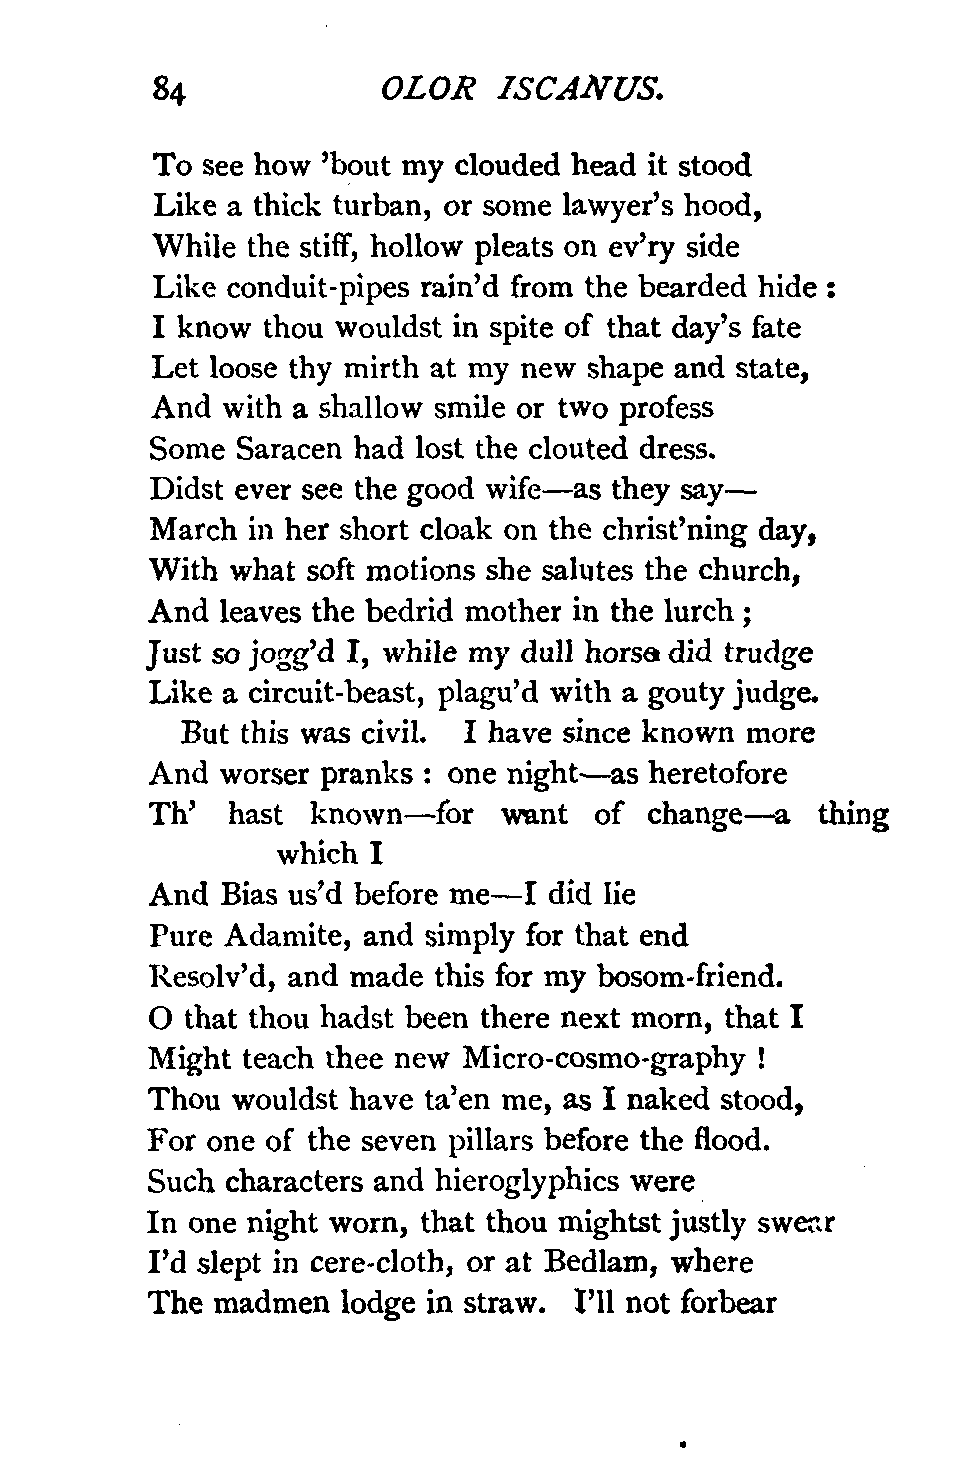 84 OLOR ISCANUS.
To see how ’bout my clouded head it stood
Like a thick turban, or some lawyer’s hood,
While the stiff, hollow pleats on ev’ry side
Like conduit-pipes rain’d from the bearded hide :
I know thou wouldst in spite of that day’s fate
Let loose thy mirth at my new shape and state,
And with a shallow smile or two profess
Some Saracen had lost the clouted dress.
Didst ever see the good wife—as they say—
March in her short cloak on the christ’ning day,
With what soft motions she salutes the church,
And leaves the bedrid mother in the lurch ;
Just so jogg’d I, while my dull horse did trudge
Like a circuit-beast, plagu’d with a gouty judge.
But this was civil. I have since known more
And worser pranks : one night—as heretofore
Th’ hast known—for want of change—a thing
which I
And Bias us’d before me—I did lie
Pure Adamite, and simply for that end
Resolv’d, and made this for my bosom-friend.
O that thou hadst been there next morn, that I
Might teach thee new Micro-cosmo-graphy !
Thou wouldst have ta’en me, as I naked stood,
For one of the seven pillars before the flood.
Such characters and hieroglyphics were
In one night worn, that thou mightst justly swear
I’d slept in cere-cloth, or at Bedlam, where
The madmen lodge in straw. I’ll not forbear